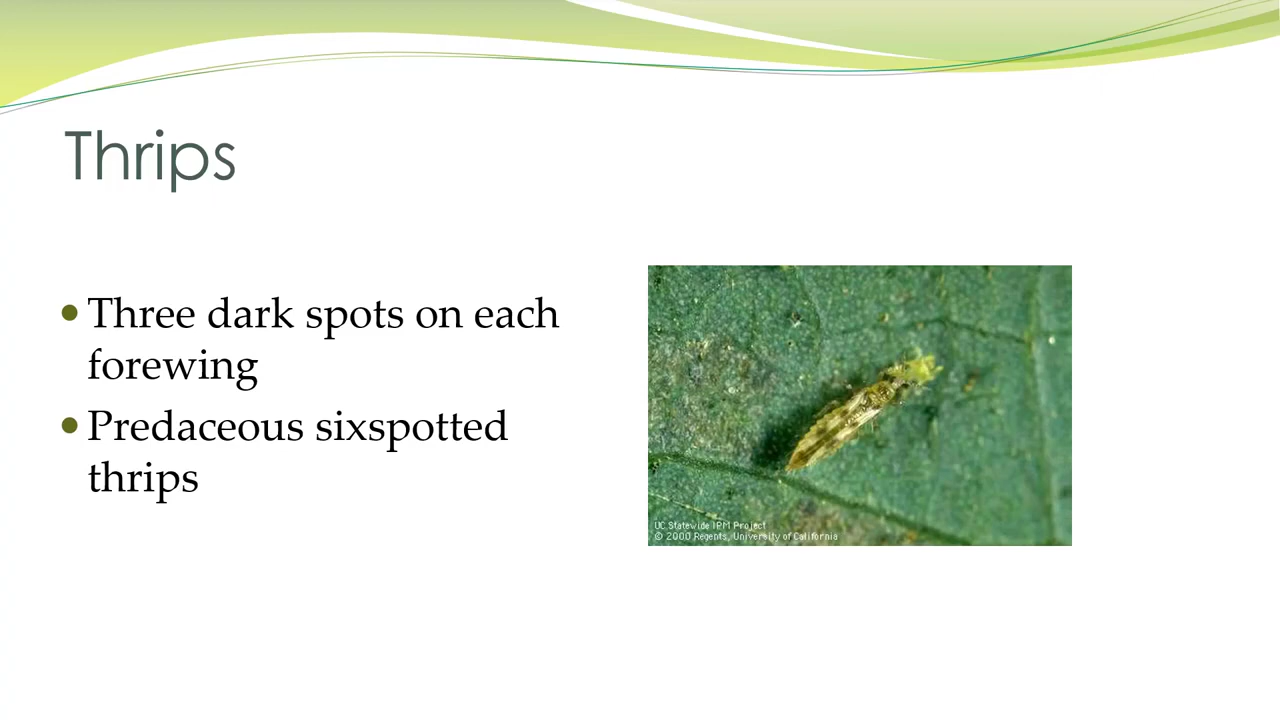 Thrips
Three dark spots on each
forewing
Predaceous sixspotted
thrips
UC Statewide IPM Project
© 2000 Regents, University of California